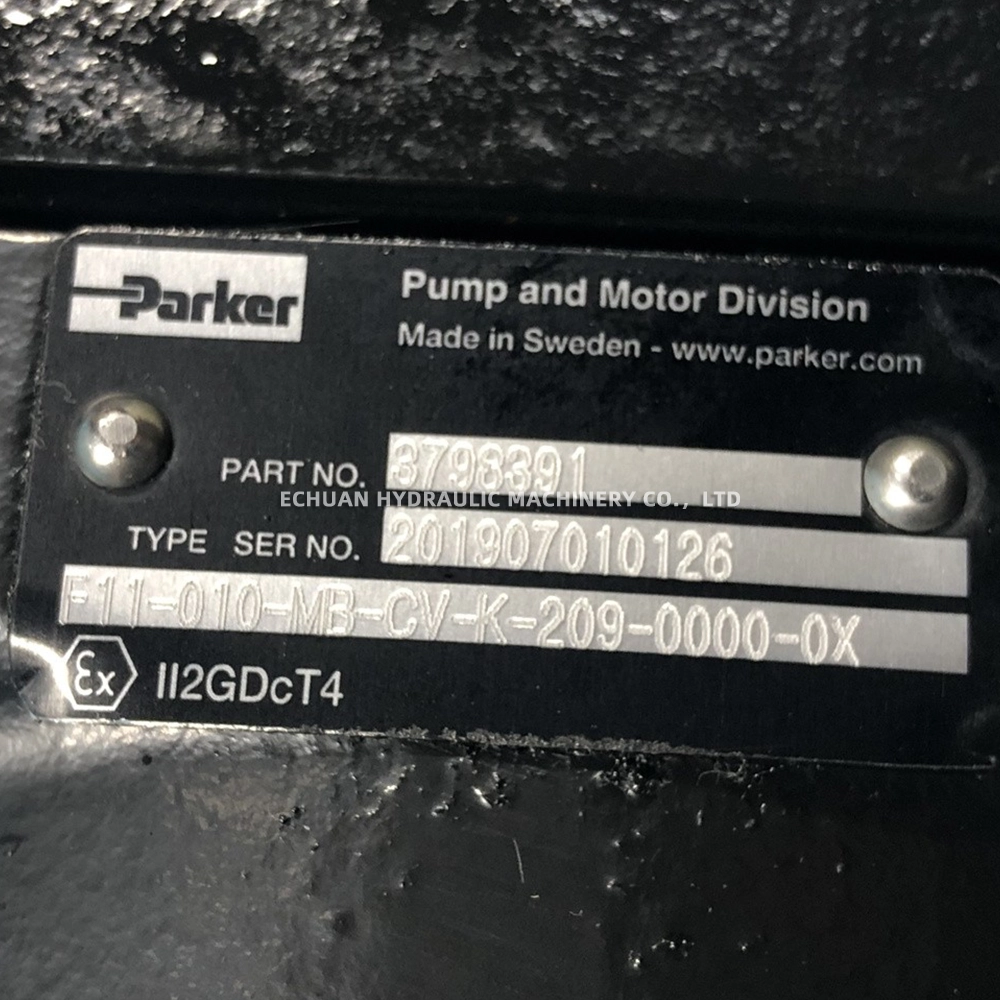 Parker
Pump and Motor Division
Made in Sweden - www.parker.com
PART NO. 3798391
ECHUAN HYDRAULIC MACHINERY CO., LTD
TYPE SER NO. 201907010126
F11-010-MB-CV-K-209-0000-0X
Ex II2GDcT4